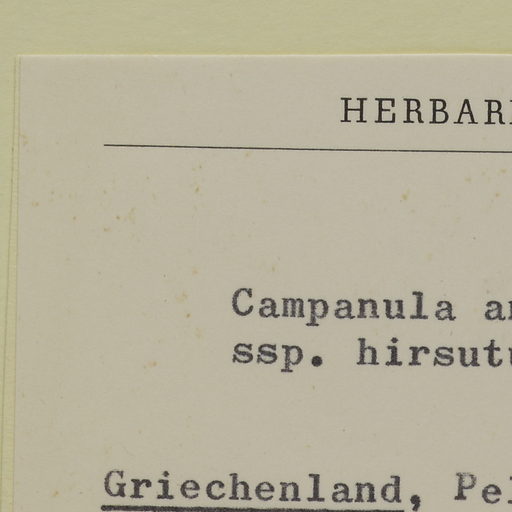 HERBAR
Campanula a
ssp. hirsut
Griechenland, Pe